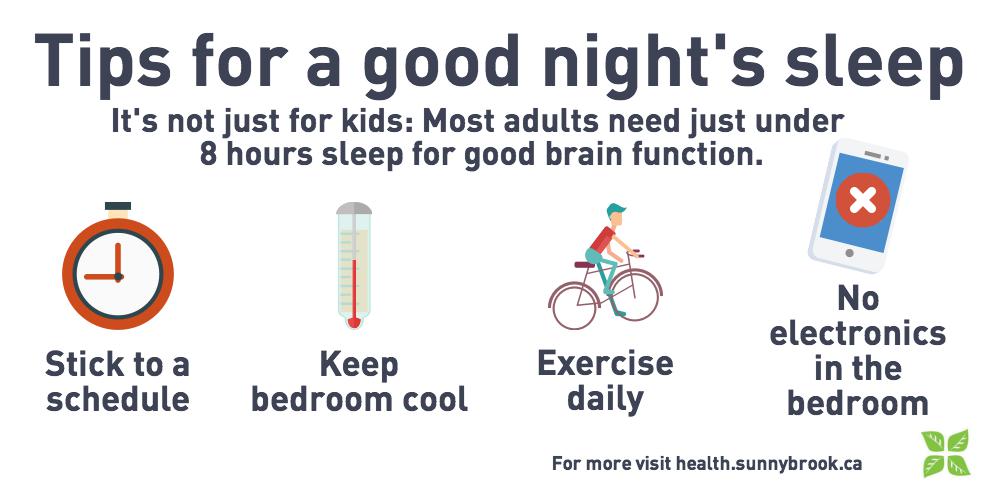 Tips for a good night's sleep
It's not just for kids: Most adults need just under
8 hours sleep for good brain function.
Stick to a
schedule
Keep
bedroom cool
Exercise
daily
No
electronics
in the
bedroom
For more visit health.sunnybrook.ca